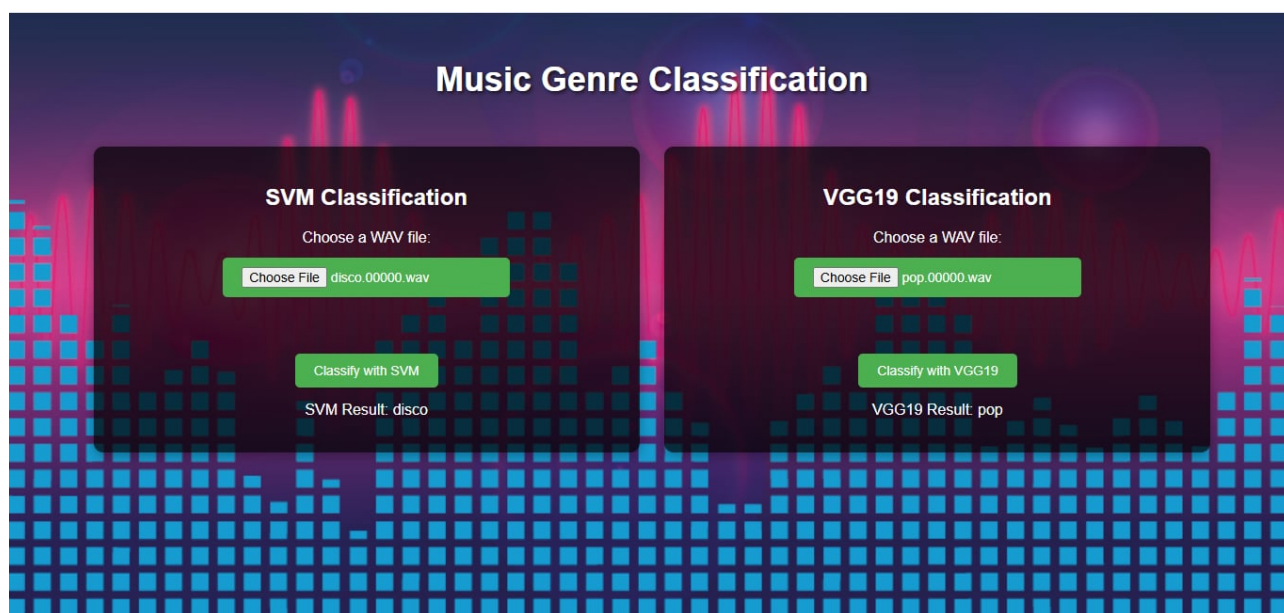 Music Genre Classification
SVM Classification
Choose a WAV file:
Choose File disco.00000.wav
Classify with SVM
SVM Result: disco
VGG19 Classification
Choose a WAV file:
Choose File pop.00000.wav
Classify with VGG19
VGG19 Result: pop